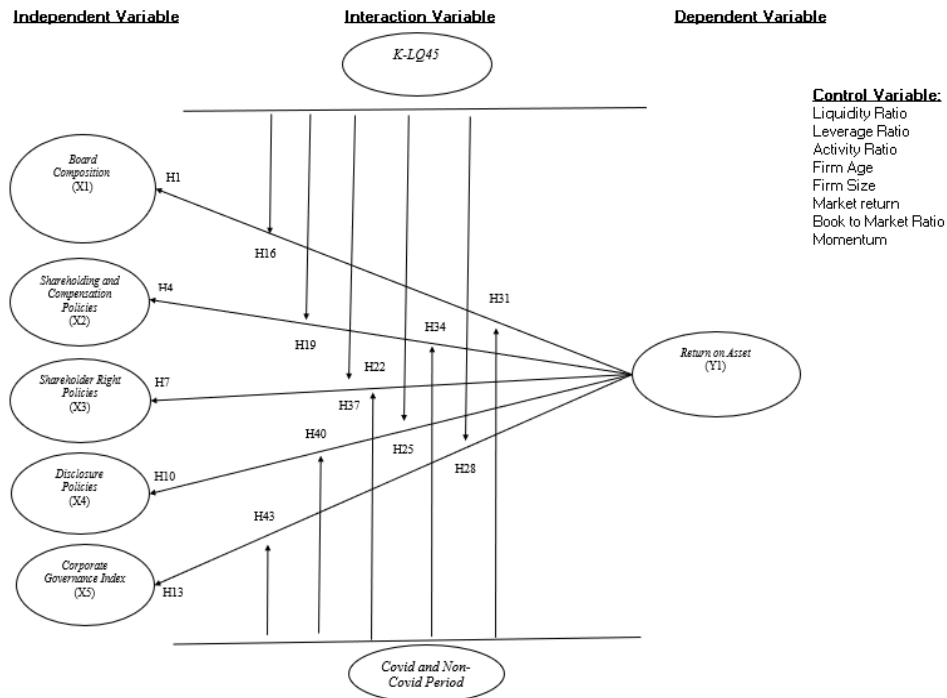 Independent Variable
Interaction Variable
Dependent Variable
K-LQ45
Control Variable:
Liquidity Ratio
Leverage Ratio
Activity Ratio
Firm Age
Firm Size
Market return
Book to Market Ratio
Momentum
Board
Composition
(X1)
H1
H16
H31
Shareholding and
Compensation
Policies
(X2)
H4
H19
H34
Return on Asset
(Y1)
Shareholder Right
Policies
(X3)
H7
H22
H37
Disclosure
Policies
(X4)
H10
H40
H25
H28
H43
Corporate
Governance Index
(X5)
H13
Covid and Non-
Covid Period